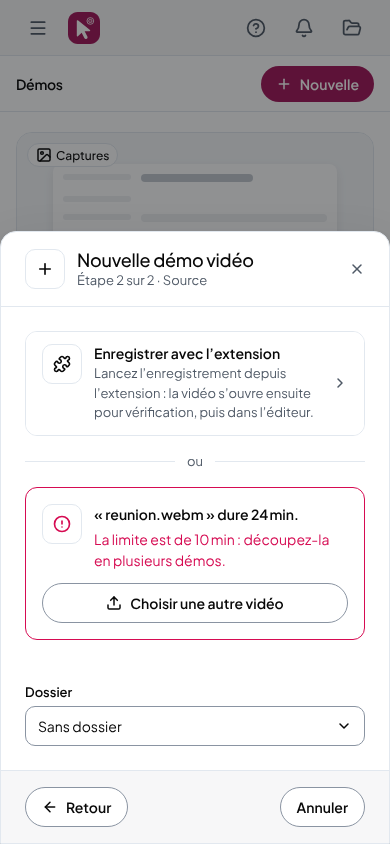 Démos
Nouvelle
Captures
Nouvelle démo vidéo
Étape 2 sur 2 · Source
Enregistrer avec l’extension
Lancez l’enregistrement depuis
l’extension : la vidéo s’ouvre ensuite
pour vérification, puis dans l’éditeur.
ou
« reunion.webm » dure 24 min.
La limite est de 10 min : découpez-la
en plusieurs démos.
Choisir une autre vidéo
Dossier
Sans dossier
Retour
Annuler